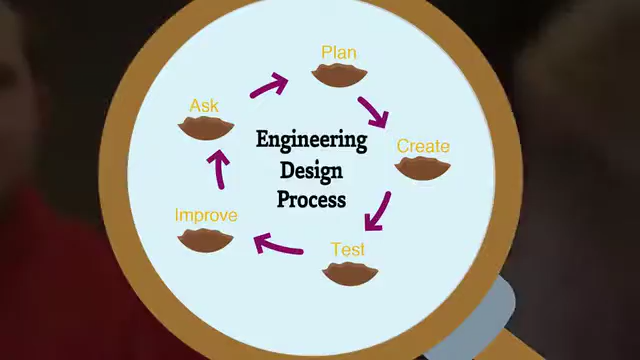 Plan
Ask
Create
Engineering
Design
Process
Improve
Test